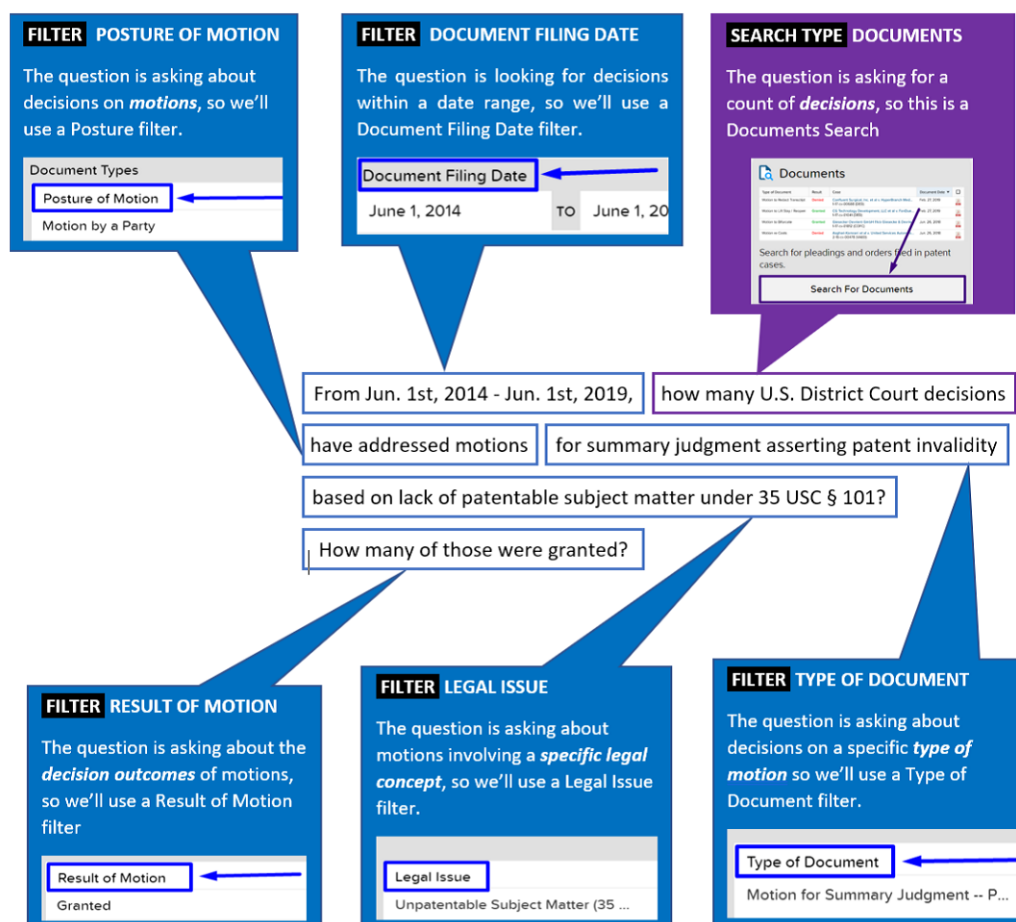 FILTER POSTURE OF MOTION
The question is asking about
decisions on motions, so we'll
use a Posture filter.
Document Types
Posture of Motion
Motion by a Party
FILTER DOCUMENT FILING DATE
The question is looking for decisions
within a date range, so we'll use a
Document Filing Date filter.
Document Filing Date
June 1, 2014 TO June 1, 20
SEARCH TYPE DOCUMENTS
The question is asking for a
count of decisions, so this is a
Documents Search
Documents
Type of Document Result Case Document Date
Search for pleadings and orders filed in patent
cases.
Search For Documents
From Jun. 1st, 2014 - Jun. 1st, 2019,
how many U.S. District Court decisions
have addressed motions
for summary judgment asserting patent invalidity
based on lack of patentable subject matter under 35 USC § 101?
How many of those were granted?
FILTER RESULT OF MOTION
The question is asking about the
decision outcomes of motions,
so we'll use a Result of Motion
filter
Result of Motion
Granted
FILTER LEGAL ISSUE
The question is asking about
motions involving a specific legal
concept, so we'll use a Legal Issue
filter.
Legal Issue
Unpatentable Subject Matter (35 ...
FILTER TYPE OF DOCUMENT
The question is asking about
decisions on a specific type of
motion so we'll use a Type of
Document filter.
Type of Document
Motion for Summary Judgment -- P...